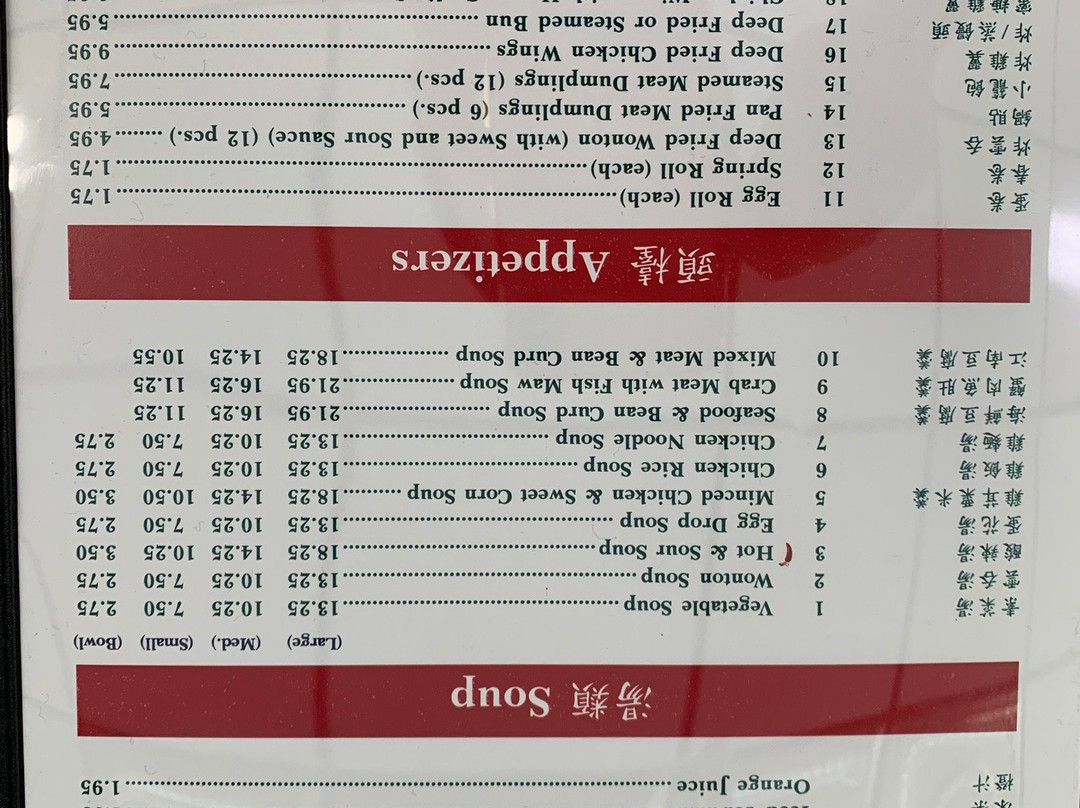 橙汁 Orange Juice 1.95
湯類 Soup
(Large) (Med.) (Small) (Bowl)
素菜湯 1 Vegetable Soup 13.25 10.25 7.50 2.75
雲吞湯 2 Wonton Soup 13.25 10.25 7.50 2.75
酸辣湯 3 Hot & Sour Soup 18.25 14.25 10.25 3.50
蛋花湯 4 Egg Drop Soup 13.25 10.25 7.50 2.75
雞茸粟米羹 5 Minced Chicken & Sweet Corn Soup 18.25 14.25 10.50 3.50
雞飯湯 6 Chicken Rice Soup 13.25 10.25 7.50 2.75
雞麵湯 7 Chicken Noodle Soup 13.25 10.25 7.50 2.75
海鮮豆腐羹 8 Seafood & Bean Curd Soup 21.95 16.25 11.25
蟹肉魚肚羹 9 Crab Meat with Fish Maw Soup 21.95 16.25 11.25
江南豆腐羹 10 Mixed Meat & Bean Curd Soup 18.25 14.25 10.55
頭檯 Appetizers
蛋卷 11 Egg Roll (each) 1.75
春卷 12 Spring Roll (each) 1.75
炸雲吞 13 Deep Fried Wonton (with Sweet and Sour Sauce) (12 pcs.) 4.95
鍋貼 14 Pan Fried Meat Dumplings (6 pcs.) 5.95
小籠飽 15 Steamed Meat Dumplings (12 pcs.) 7.95
炸雞翼 16 Deep Fried Chicken Wings 9.95
炸/蒸饅頭 17 Deep Fried or Steamed Bun 5.95